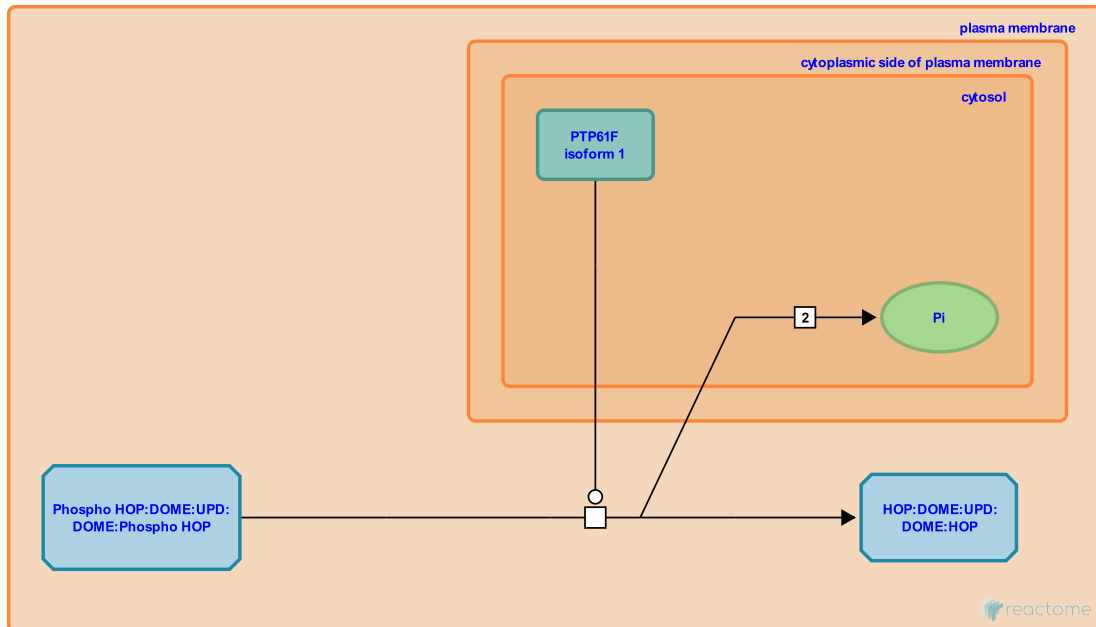 plasma membrane
cytoplasmic side of plasma membrane
cytosol
PTP61F
isoform 1
2
Pi
Phospho HOP:DOME:UPD:
DOME:Phospho HOP
HOP:DOME:UPD:
DOME:HOP
reactome